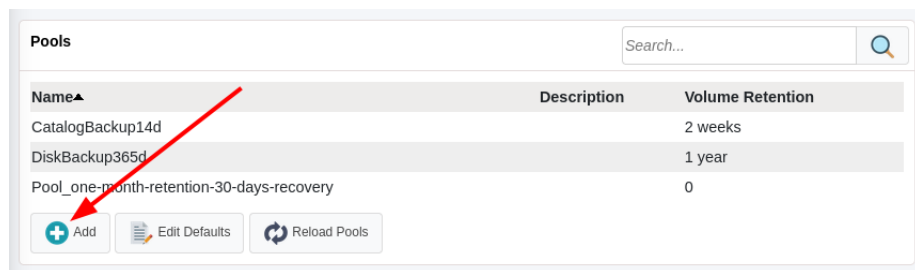 Pools
Search...
Name Description Volume Retention
CatalogBackup14d 2 weeks
DiskBackup365d 1 year
Pool_one-month-retention-30-days-recovery 0
Add Edit Defaults Reload Pools